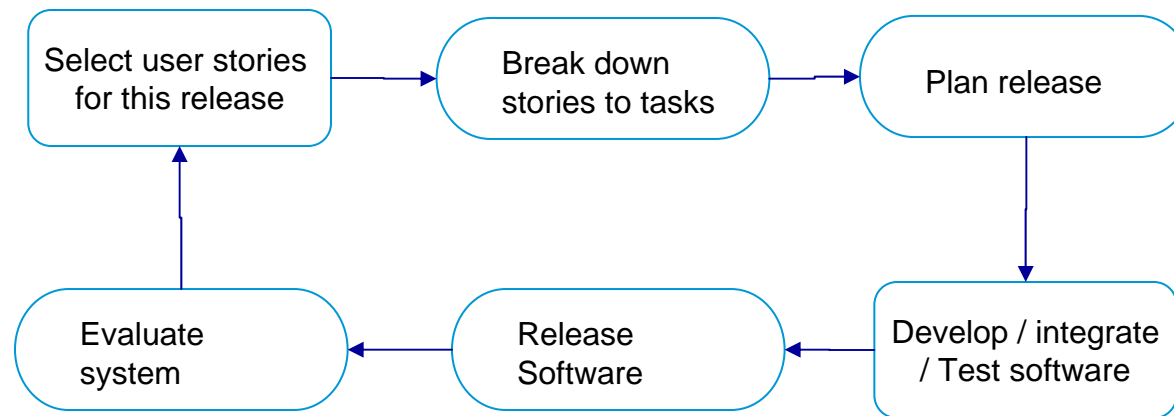 Select user stories
for this release
Break down
stories to tasks
Plan release
Develop / integrate
/ Test software
Release
Software
Evaluate
system